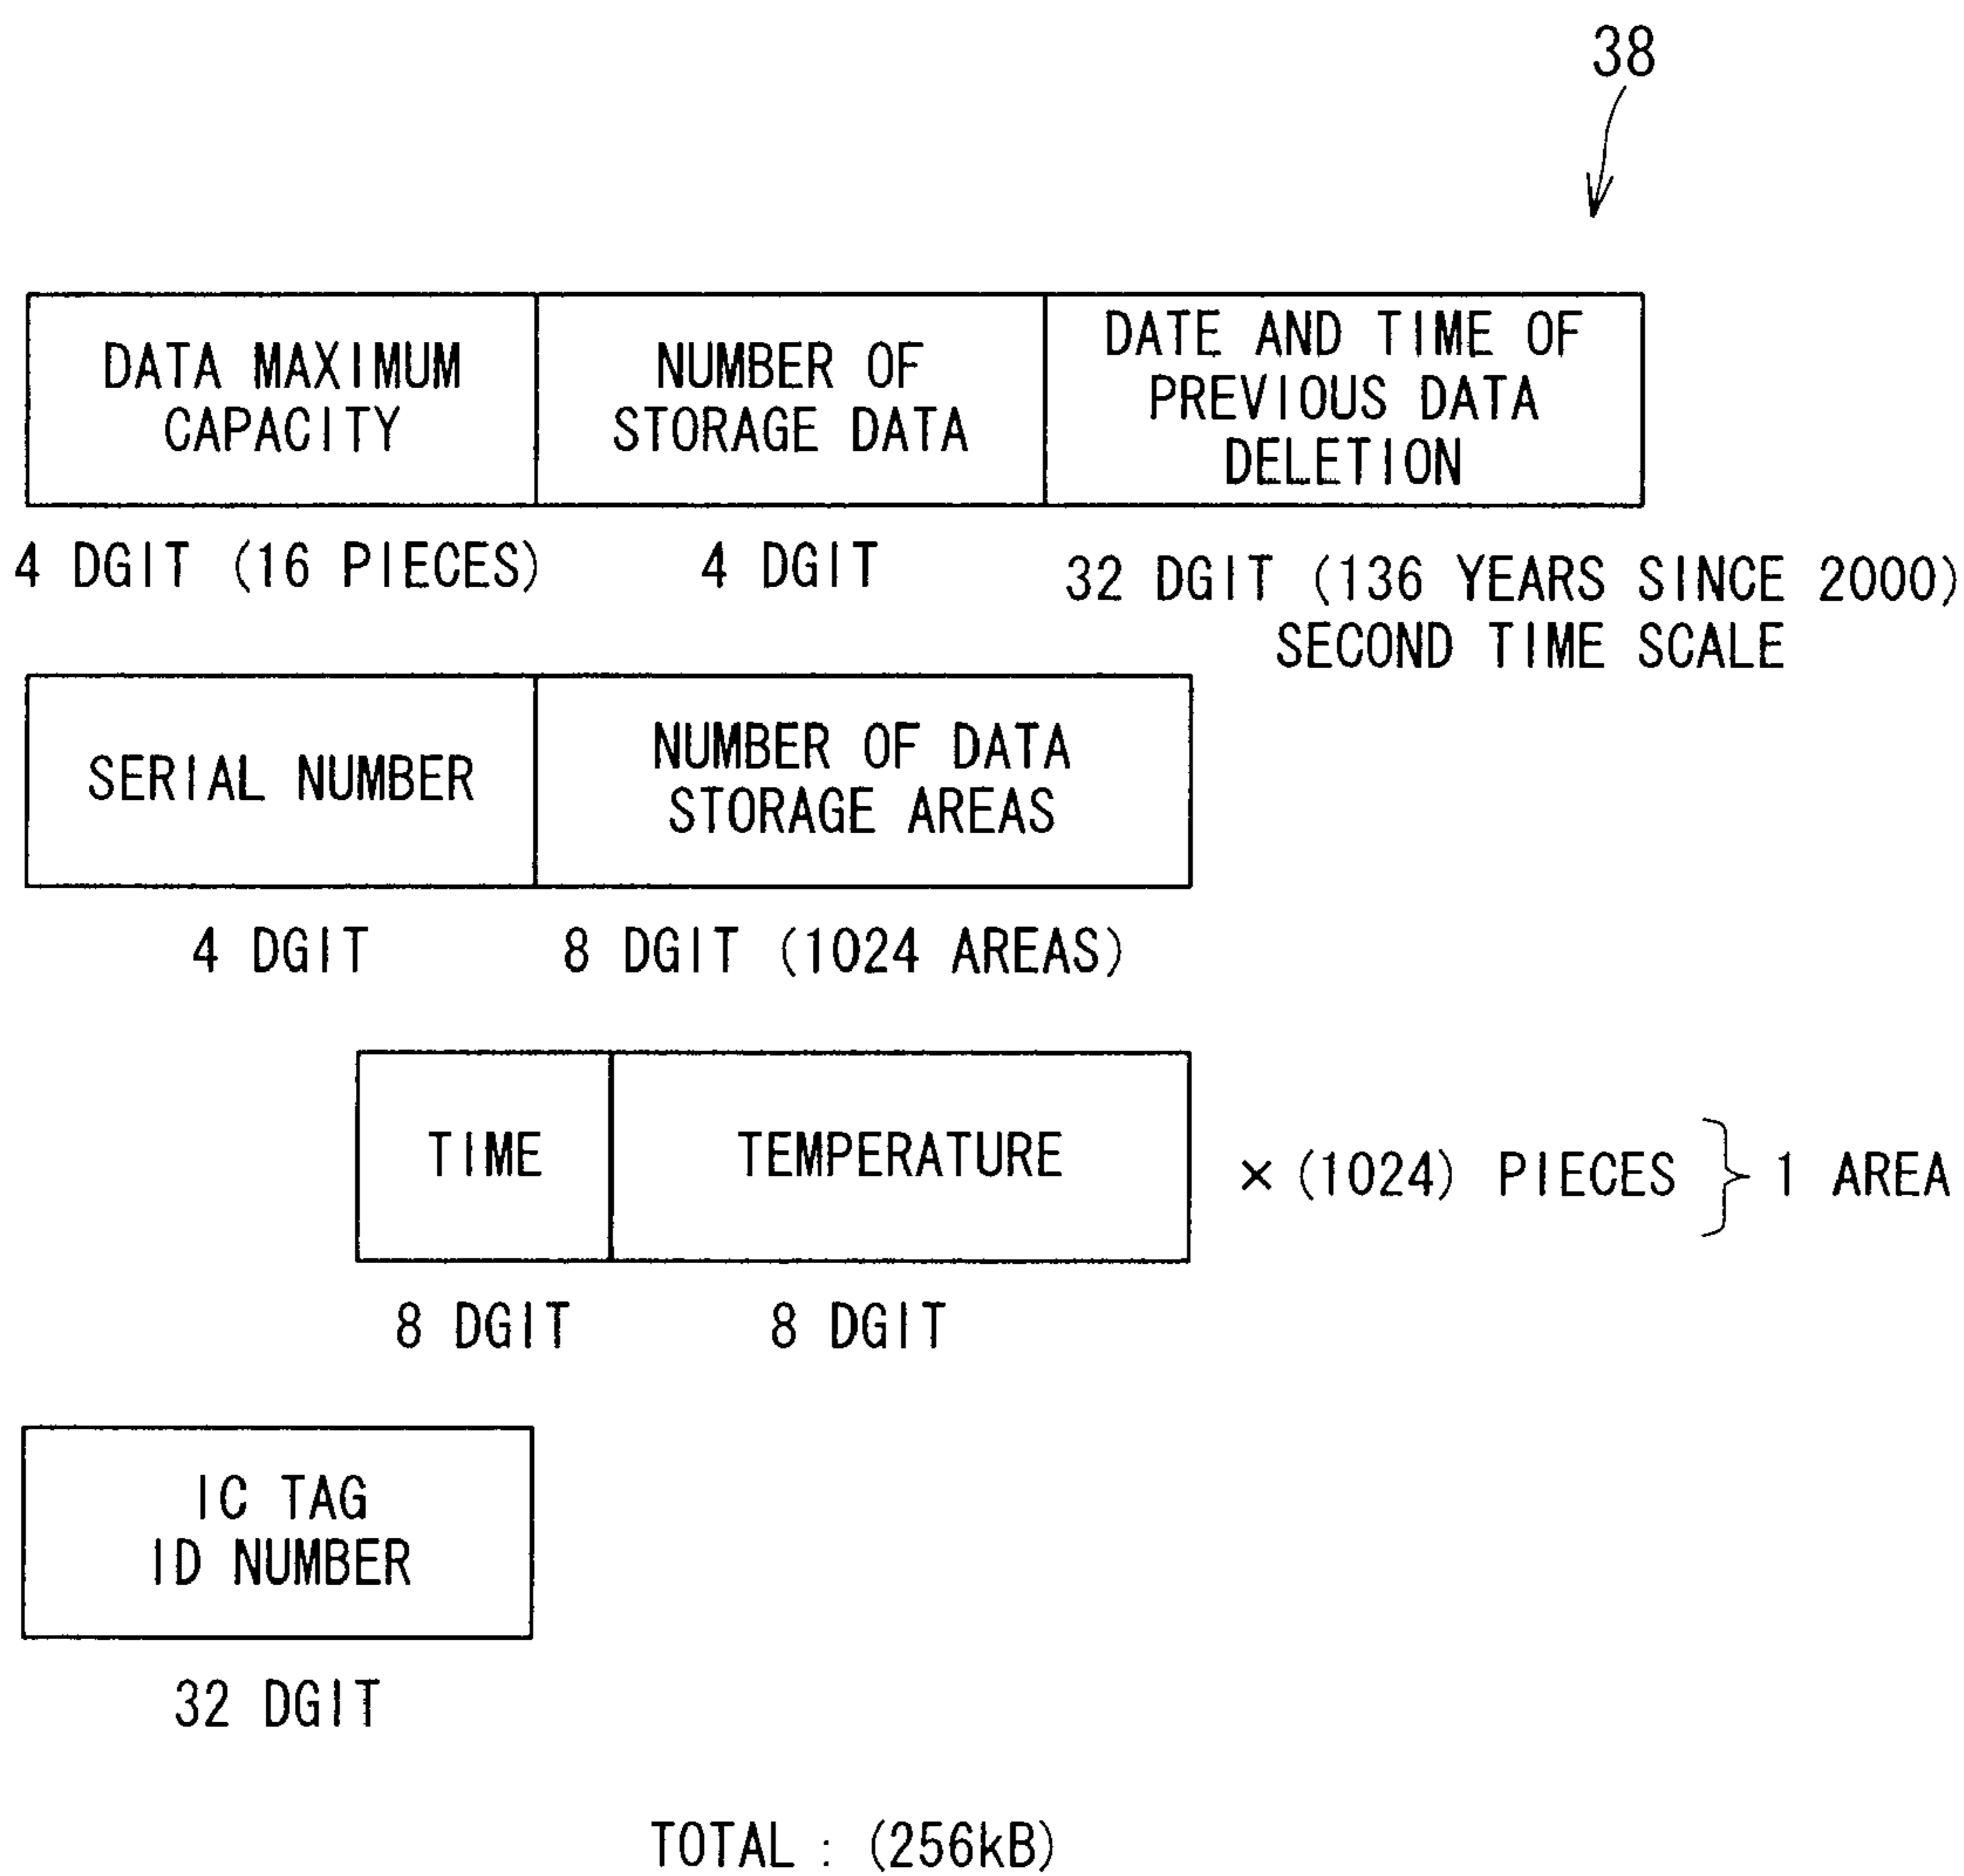 38
DATA MAXIMUM
CAPACITY
NUMBER OF
STORAGE DATA
DATE AND TIME OF
PREVIOUS DATA
DELETION
4 DGIT (16 PIECES)
4 DGIT
32 DGIT (136 YEARS SINCE 2000)
SECOND TIME SCALE
SERIAL NUMBER
NUMBER OF DATA
STORAGE AREAS
4 DGIT
8 DGIT (1024 AREAS)
TIME
TEMPERATURE
× (1024) PIECES } 1 AREA
8 DGIT
8 DGIT
IC TAG
ID NUMBER
32 DGIT
TOTAL : (256kB)